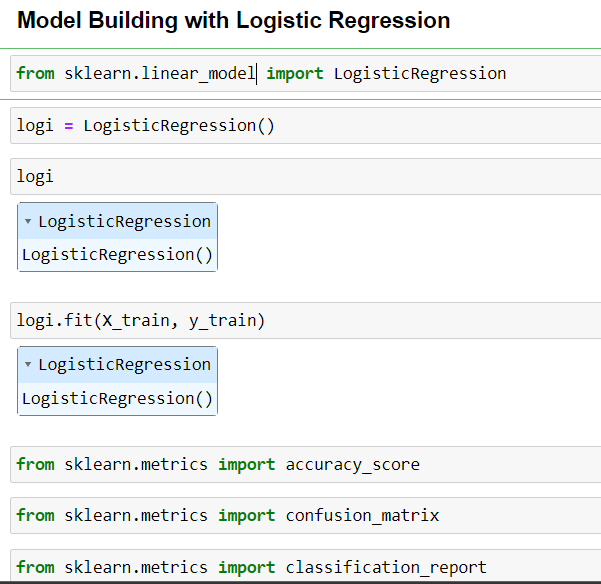 Model Building with Logistic Regression
from sklearn.linear_model import LogisticRegression
logi = LogisticRegression()
logi
▾ LogisticRegression
LogisticRegression()
logi.fit(X_train, y_train)
▾ LogisticRegression
LogisticRegression()
from sklearn.metrics import accuracy_score
from sklearn.metrics import confusion_matrix
from sklearn.metrics import classification_report